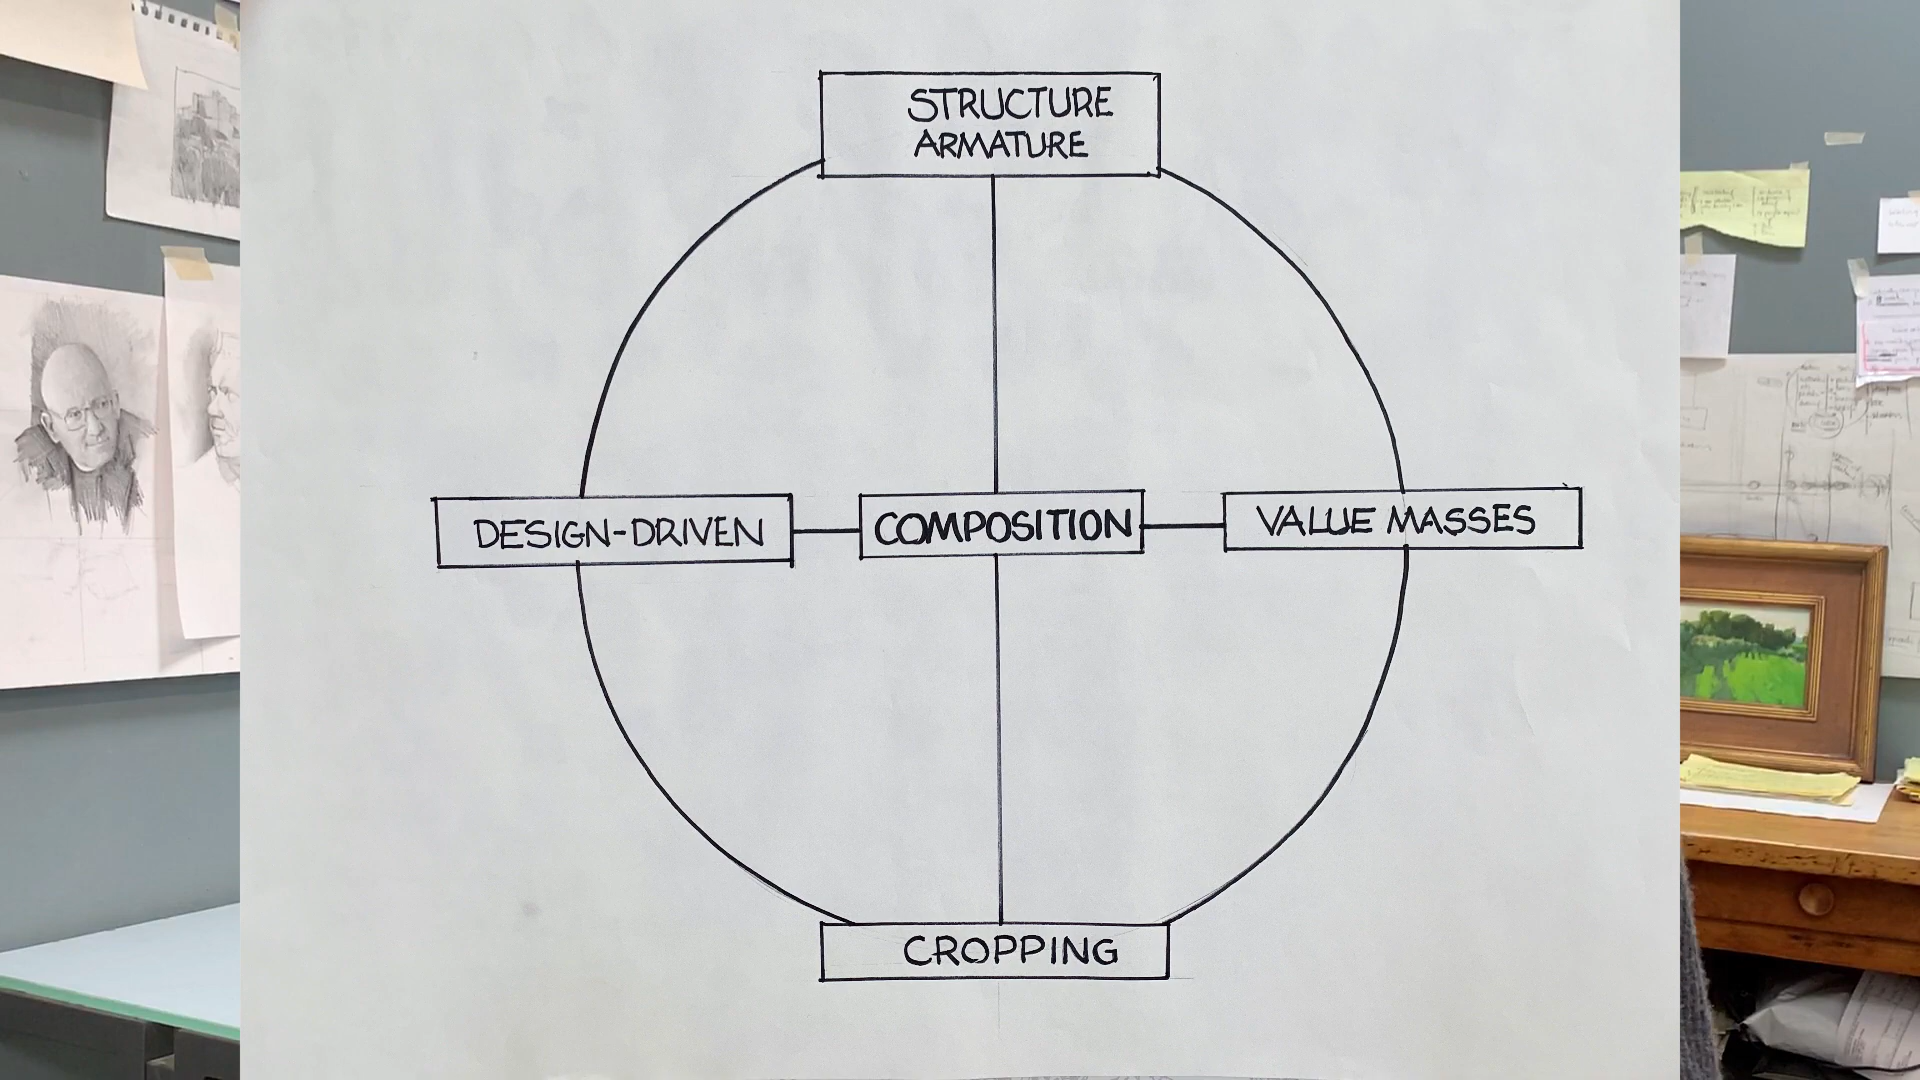 STRUCTURE
ARMATURE
DESIGN-DRIVEN
COMPOSITION
VALUE MASSES
CROPPING